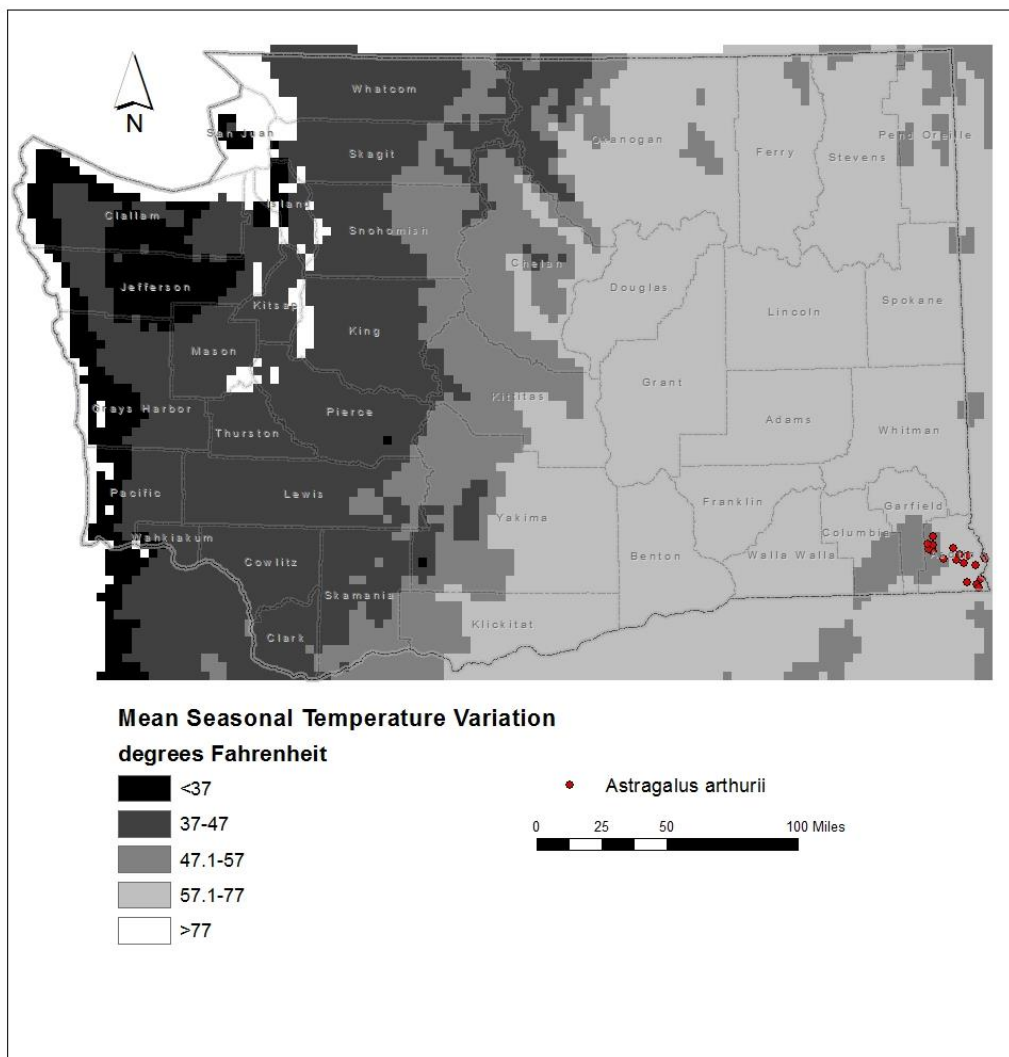 N
Whatcom
San Juan
Okanogan
Pend Oreille
Skagit
Ferry
Stevens
Island
Clallam
Snohomish
Chelan
Jefferson
Douglas
Kitsap
Spokane
Lincoln
King
Mason
Grant
Kittitas
Grays Harbor
Pierce
Adams
Thurston
Whitman
Pacific
Lewis
Franklin
Garfield
Yakima
Columbia
Wahkiakum
Benton
Walla Walla
Cowlitz
Skamania
Klickitat
Clark
Mean Seasonal Temperature Variation
degrees Fahrenheit
<37
37-47
47.1-57
57.1-77
>77
Astragalus arthurii
0 25 50 100 Miles